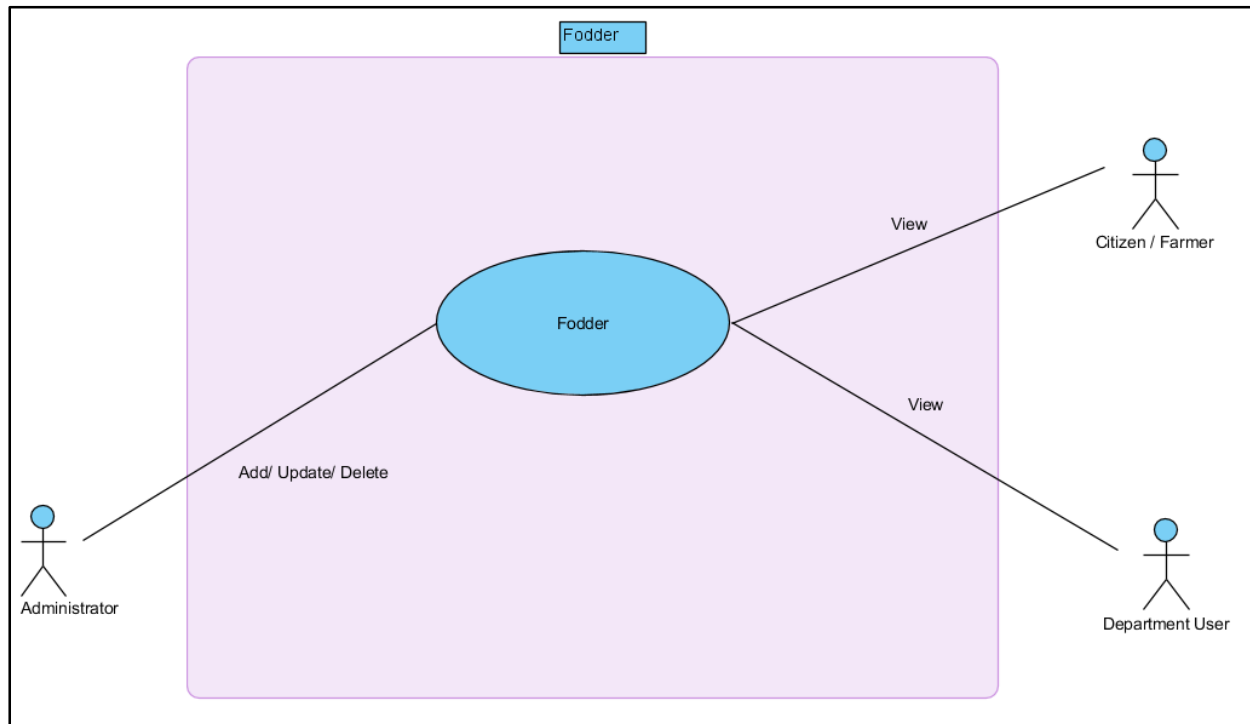 Fodder
View
Citizen / Farmer
Fodder
View
Add/ Update/ Delete
Administrator
Department User